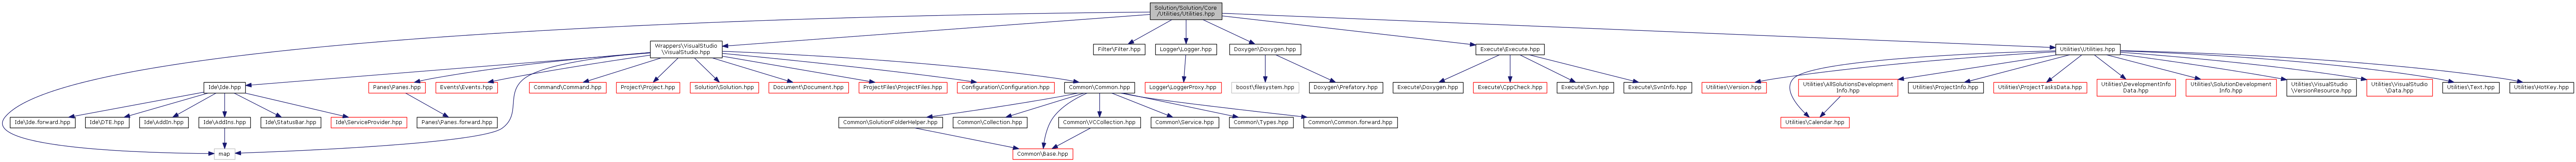 Solution/Solution/Core
/Utilities/Utilities.hpp
Wrappers\VisualStudio
\VisualStudio.hpp
Filter\Filter.hpp
Logger\Logger.hpp
Doxygen\Doxygen.hpp
Execute\Execute.hpp
Utilities\Utilities.hpp
Ide\Ide.hpp
Panes\Panes.hpp
Events\Events.hpp
Command\Command.hpp
Project\Project.hpp
Solution\Solution.hpp
Document\Document.hpp
ProjectFiles\ProjectFiles.hpp
Configuration\Configuration.hpp
Common\Common.hpp
Logger\LoggerProxy.hpp
boost\filesystem.hpp
Doxygen\Prefatory.hpp
Execute\Doxygen.hpp
Execute\CppCheck.hpp
Execute\Svn.hpp
Execute\SvnInfo.hpp
Utilities\Version.hpp
Utilities\AllSolutionsDevelopment
Info.hpp
Utilities\ProjectInfo.hpp
Utilities\ProjectTasksData.hpp
Utilities\DevelopmentInfo
Data.hpp
Utilities\SolutionDevelopment
Info.hpp
Utilities\VisualStudio
\VersionResource.hpp
Utilities\VisualStudio
\Data.hpp
Utilities\Text.hpp
Utilities\HotKey.hpp
Ide\Ide.forward.hpp
Ide\DTE.hpp
Ide\AddIn.hpp
Ide\AddIns.hpp
Ide\StatusBar.hpp
Ide\ServiceProvider.hpp
Panes\Panes.forward.hpp
Common\SolutionFolderHelper.hpp
Common\Collection.hpp
Common\VCCollection.hpp
Common\Service.hpp
Common\Types.hpp
Common\Common.forward.hpp
Utilities\Calendar.hpp
map
Common\Base.hpp